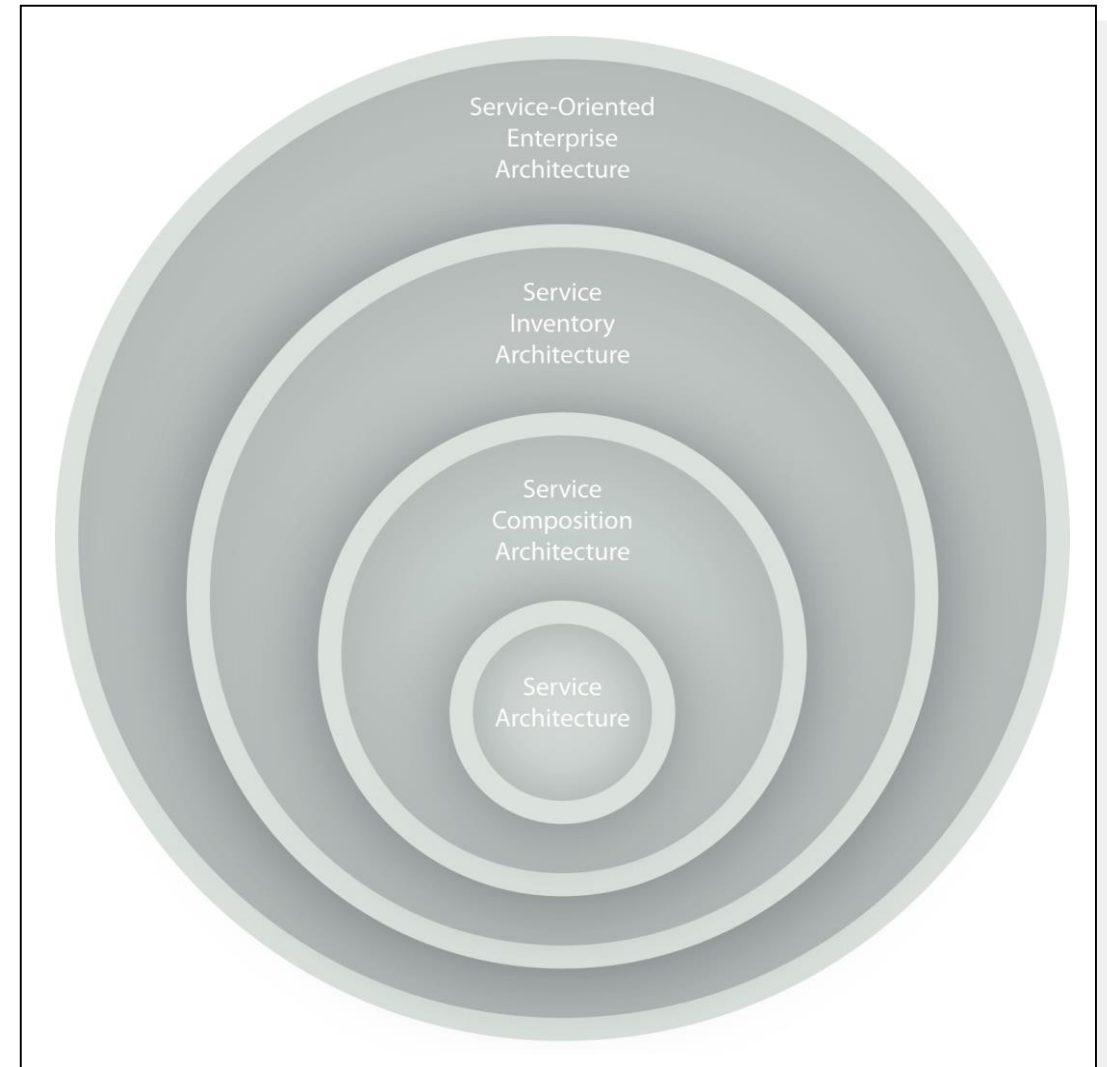 Service-Oriented
Enterprise
Architecture
Service
Inventory
Architecture
Service
Composition
Architecture
Service
Architecture